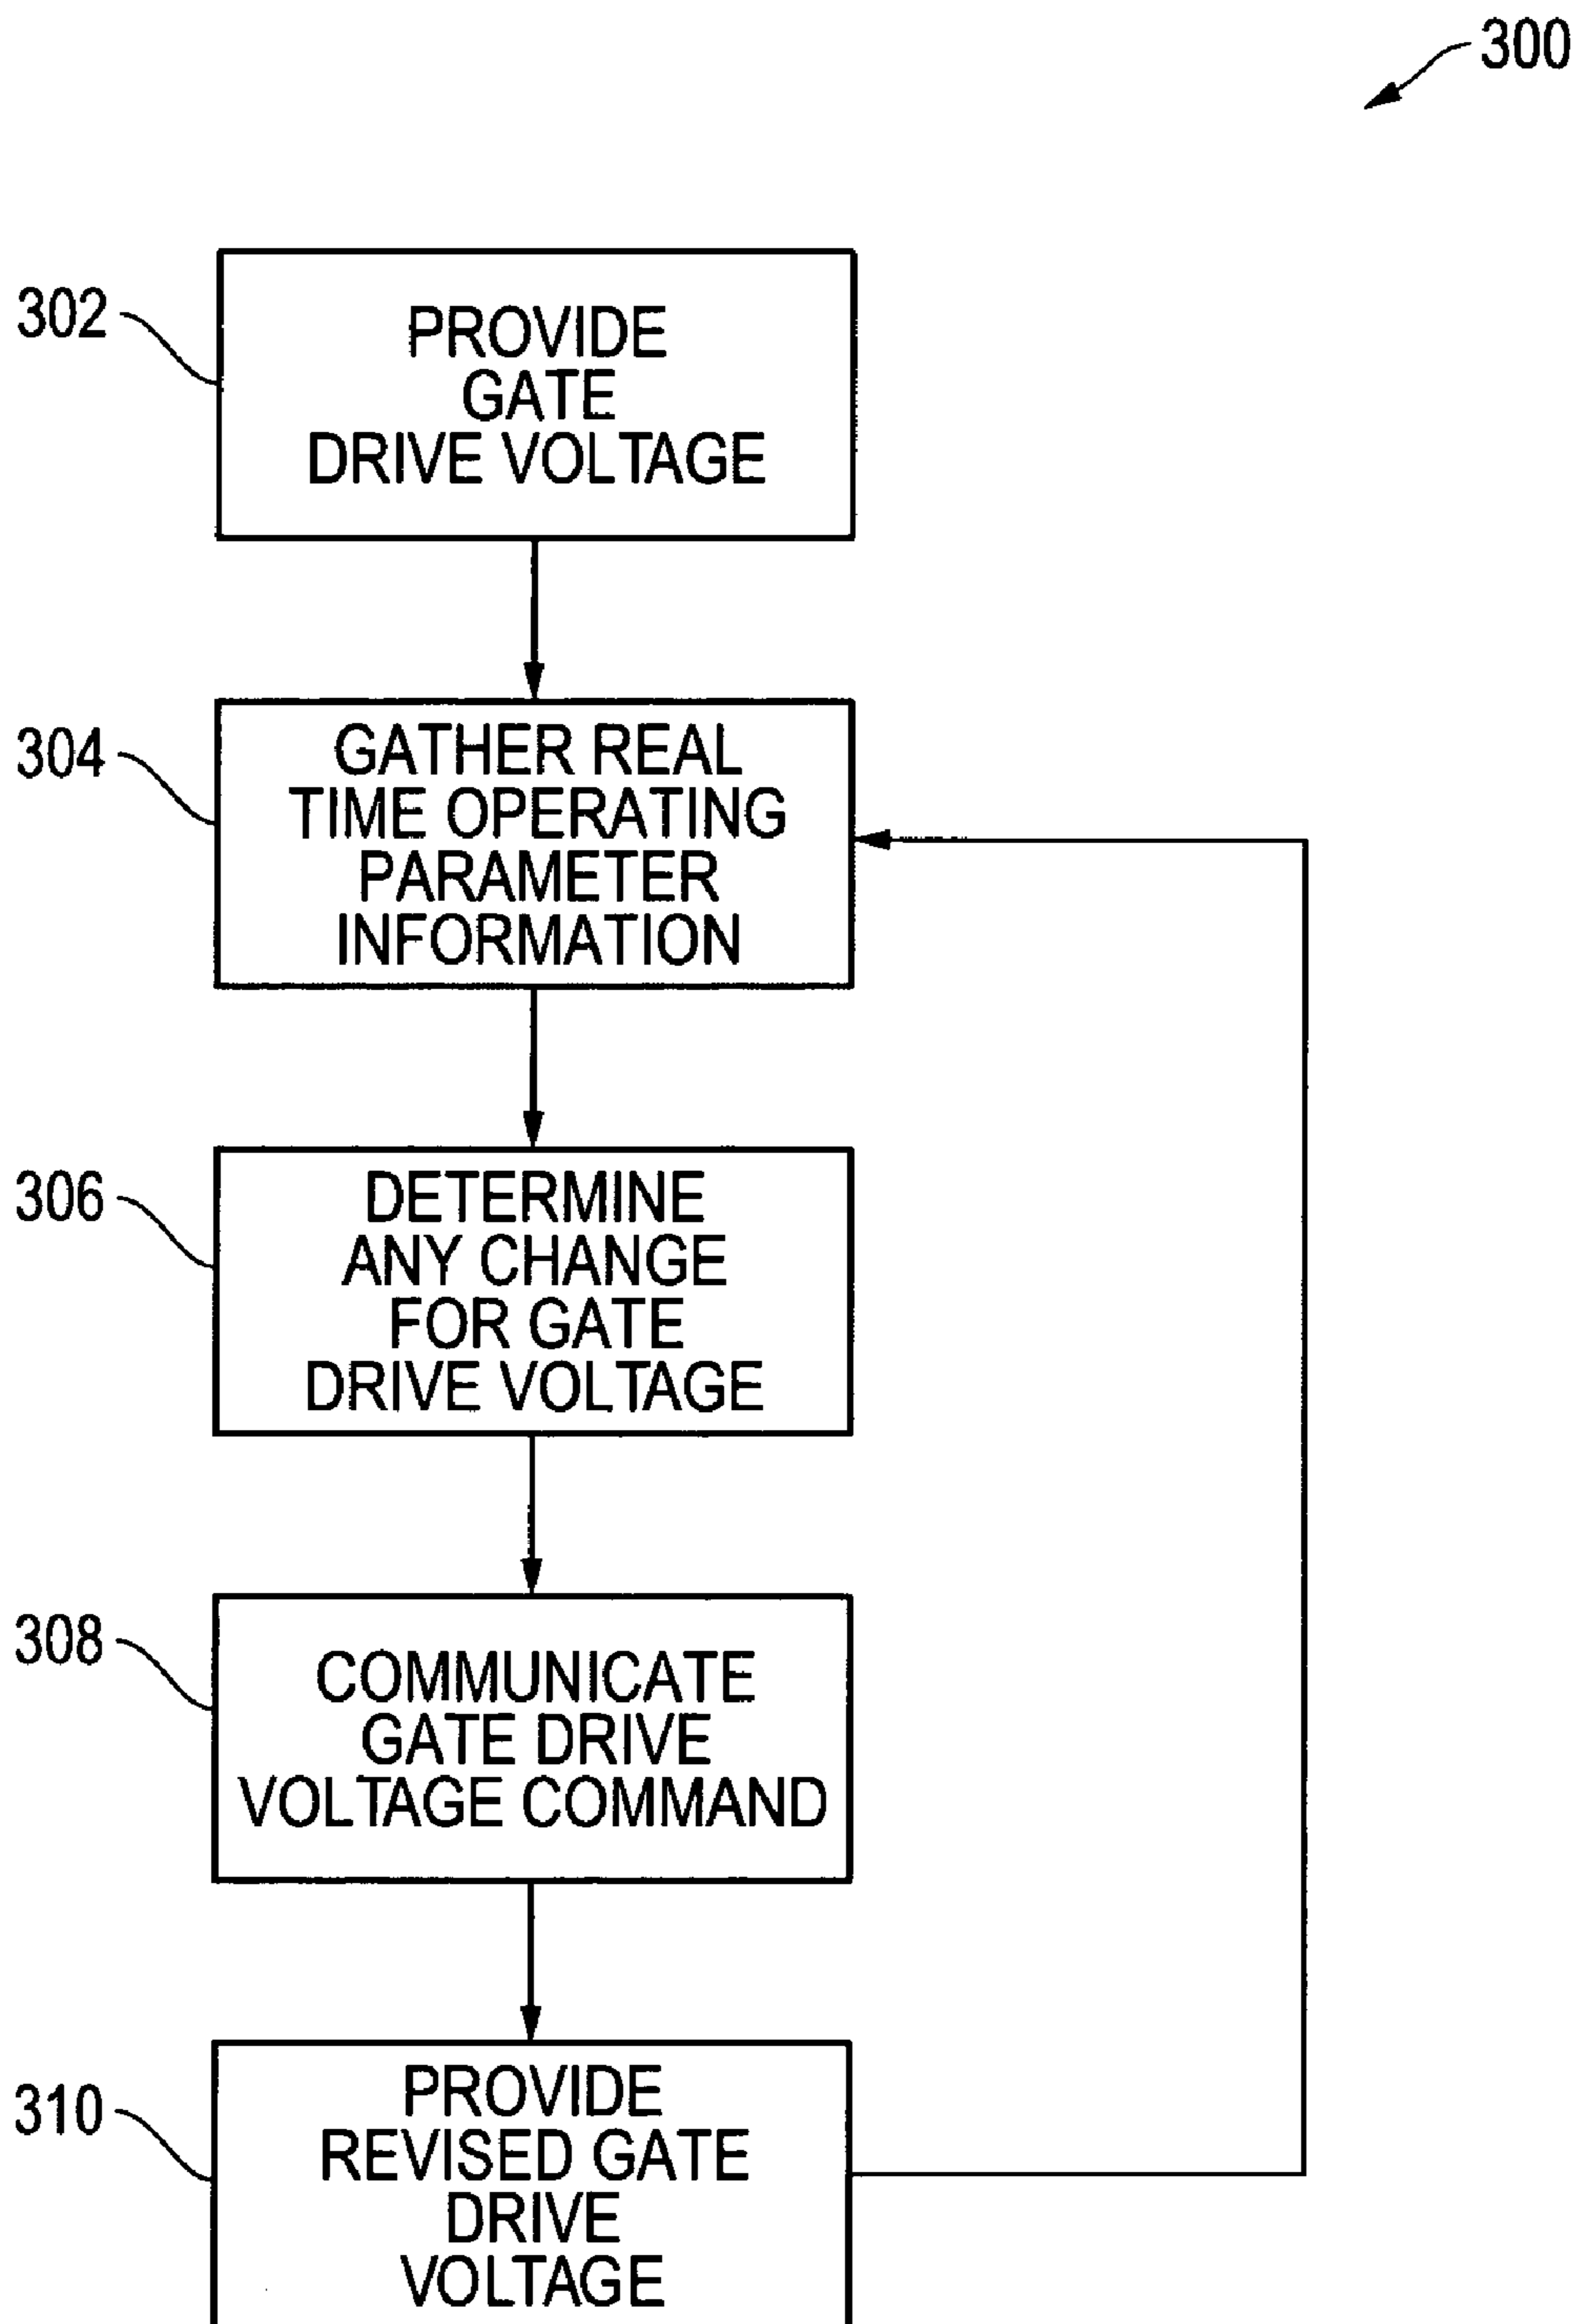 300
302
PROVIDE
GATE
DRIVE VOLTAGE
304
GATHER REAL
TIME OPERATING
PARAMETER
INFORMATION
306
DETERMINE
ANY CHANGE
FOR GATE
DRIVE VOLTAGE
308
COMMUNICATE
GATE DRIVE
VOLTAGE COMMAND
310
PROVIDE
REVISED GATE
DRIVE
VOLTAGE